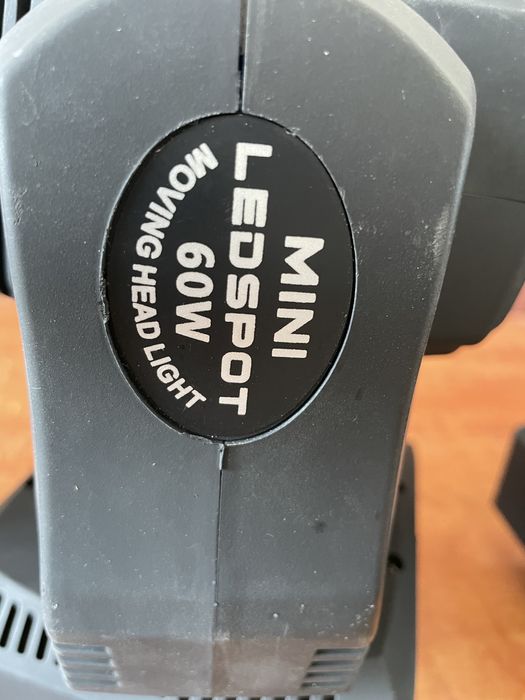 MINI
LEDSPOT
60W
MOVING HEAD LIGHT